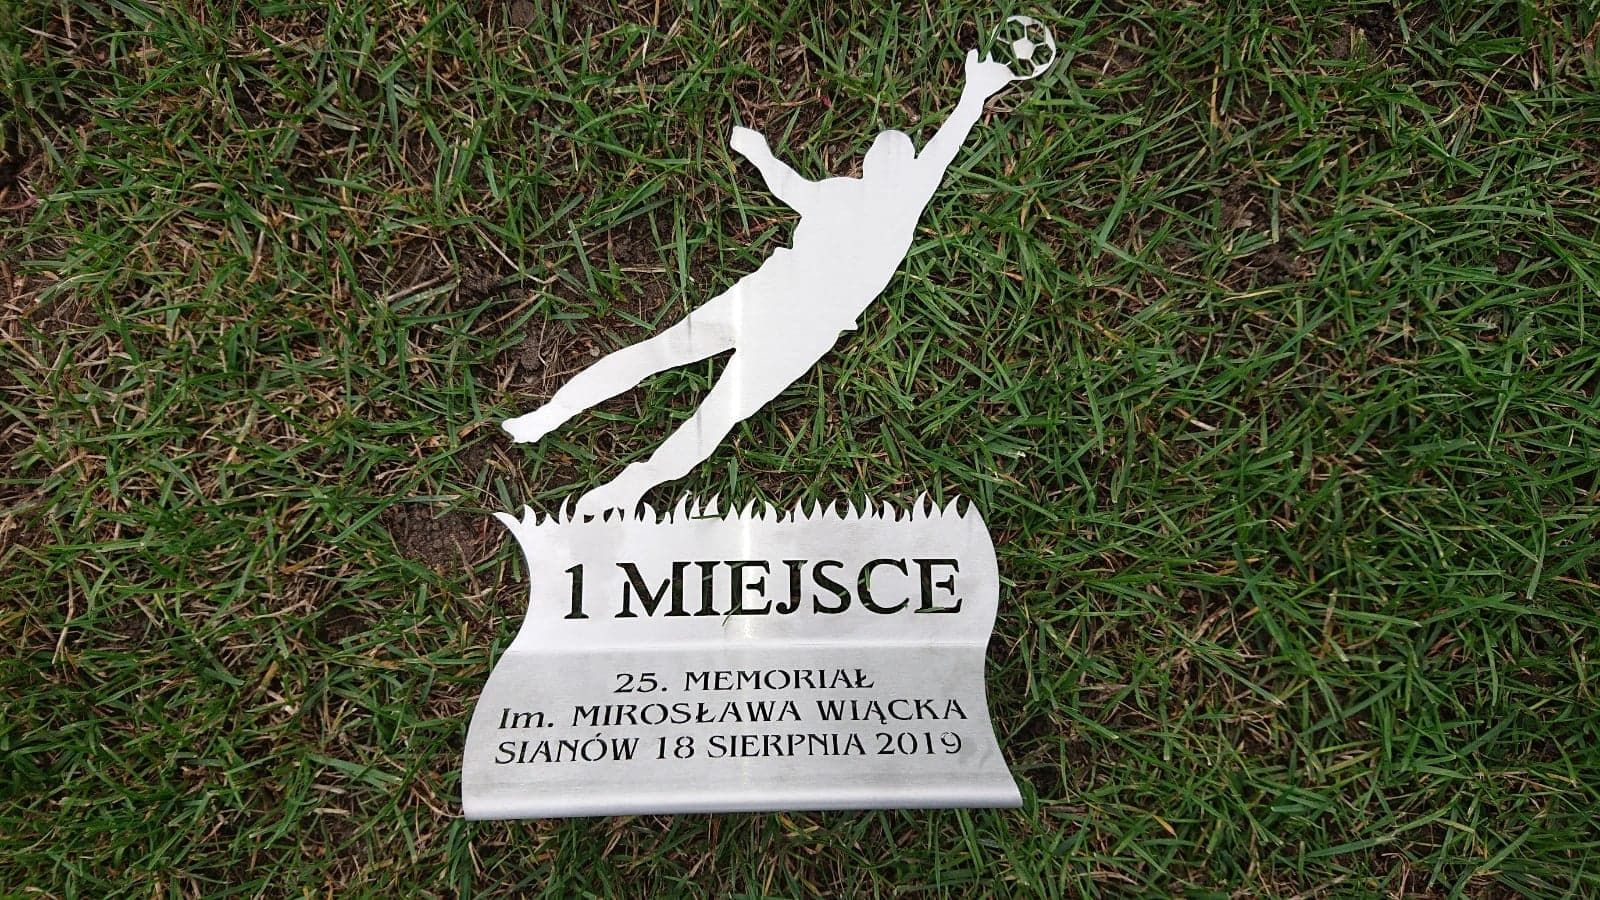 1 MIEJSCE
25. MEMORIAŁ
Im. MIROSŁAWA WIĄCKA
SIANÓW 18 SIERPNIA 2019